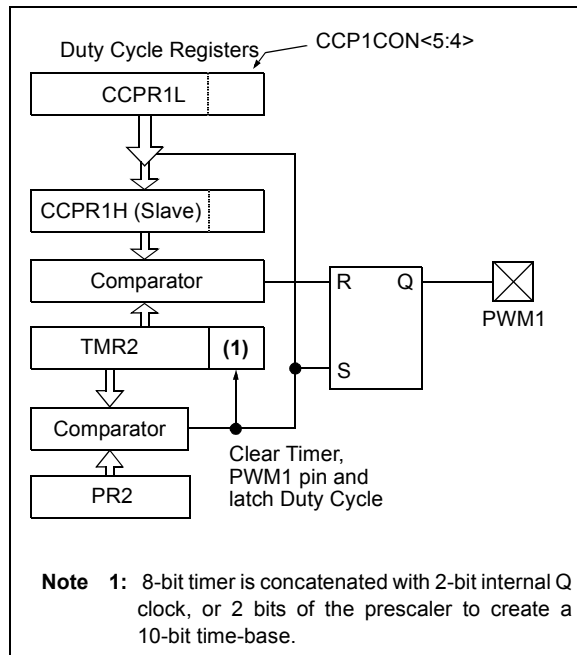 Duty Cycle Registers
CCP1CON<5:4>
CCPR1L
CCPR1H (Slave)
Comparator
R Q
PWM1
TMR2 (1)
S
Comparator
Clear Timer,
PWM1 pin and
latch Duty Cycle
PR2
Note 1: 8-bit timer is concatenated with 2-bit internal Q
clock, or 2 bits of the prescaler to create a
10-bit time-base.